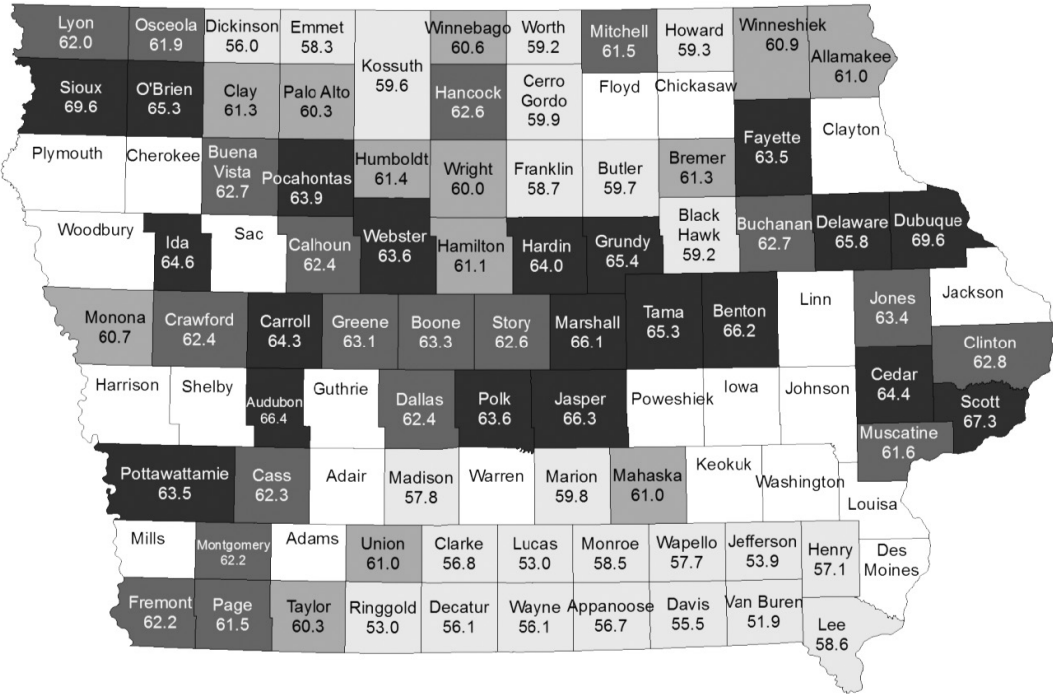 Lyon
62.0
Osceola
61.9
Dickinson
56.0
Emmet
58.3
Kossuth
59.6
Winnebago
60.6
Worth
59.2
Mitchell
61.5
Howard
59.3
Winneshiek
60.9
Allamakee
61.0
Sioux
69.6
O'Brien
65.3
Clay
61.3
Palo Alto
60.3
Hancock
62.6
Cerro
Gordo
59.9
Floyd
Chickasaw
Fayette
63.5
Clayton
Plymouth
Cherokee
Buena
Vista
62.7
Pocahontas
63.9
Humboldt
61.4
Wright
60.0
Franklin
58.7
Butler
59.7
Bremer
61.3
Woodbury
Ida
64.6
Sac
Calhoun
62.4
Webster
63.6
Hamilton
61.1
Hardin
64.0
Grundy
65.4
Black
Hawk
59.2
Buchanan
62.7
Delaware
65.8
Dubuque
69.6
Monona
60.7
Crawford
62.4
Carroll
64.3
Greene
63.1
Boone
63.3
Story
62.6
Marshall
66.1
Tama
65.3
Benton
66.2
Linn
Jones
63.4
Jackson
Clinton
62.8
Harrison
Shelby
Audubon
66.4
Guthrie
Dallas
62.4
Polk
63.6
Jasper
66.3
Poweshiek
Iowa
Johnson
Cedar
64.4
Scott
67.3
Muscatine
61.6
Pottawattamie
63.5
Cass
62.3
Adair
Madison
57.8
Warren
Marion
59.8
Mahaska
61.0
Keokuk
Washington
Louisa
Mills
Montgomery
62.2
Adams
Union
61.0
Clarke
56.8
Lucas
53.0
Monroe
58.5
Wapello
57.7
Jefferson
53.9
Henry
57.1
Des
Moines
Fremont
62.2
Page
61.5
Taylor
60.3
Ringgold
53.0
Decatur
56.1
Wayne
56.1
Appanoose
56.7
Davis
55.5
Van Buren
51.9
Lee
58.6